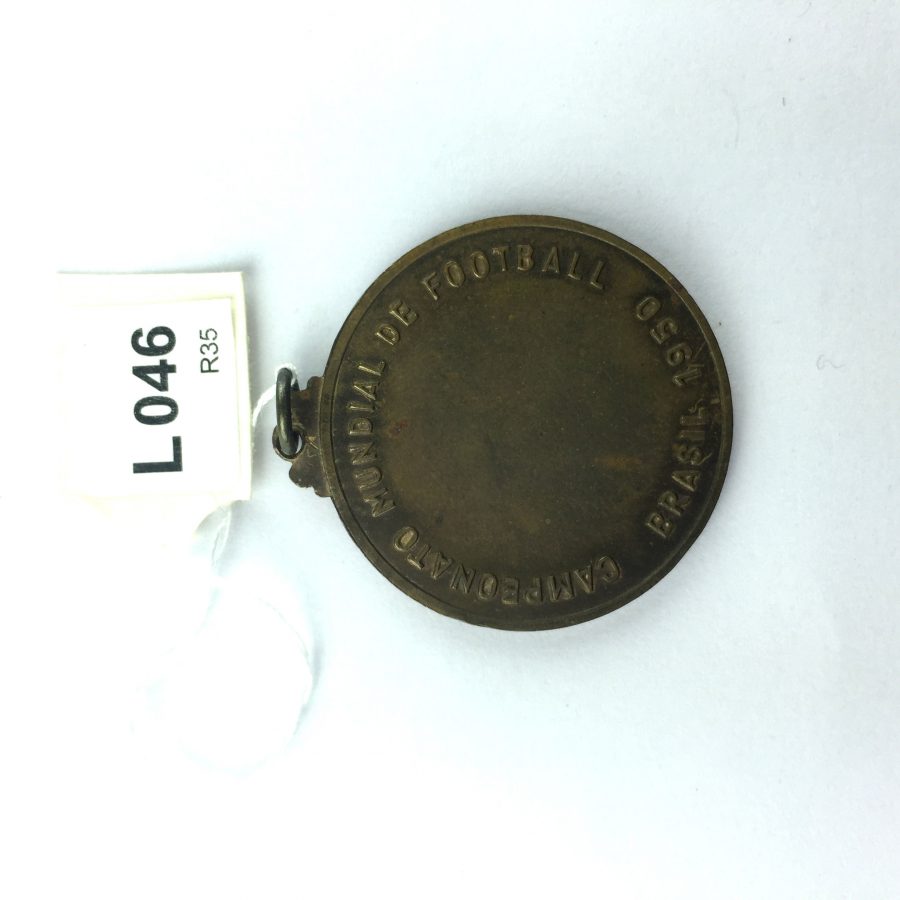 L 046
R35
CAMPEONATO MUNDIAL DE FOOTBALL
BRASIL 1950